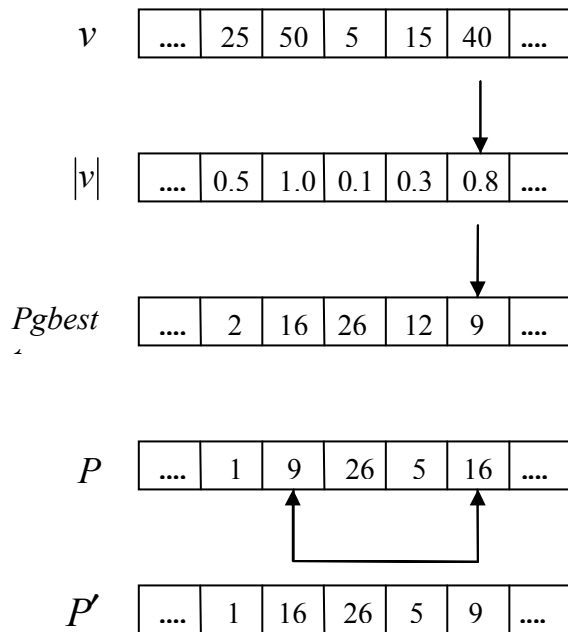 v .... 25 50 5 15 40 ....
|v| .... 0.5 1.0 0.1 0.3 0.8 ....
Pgbest .... 2 16 26 12 9 ....
P .... 1 9 26 5 16 ....
P′ .... 1 16 26 5 9 ....